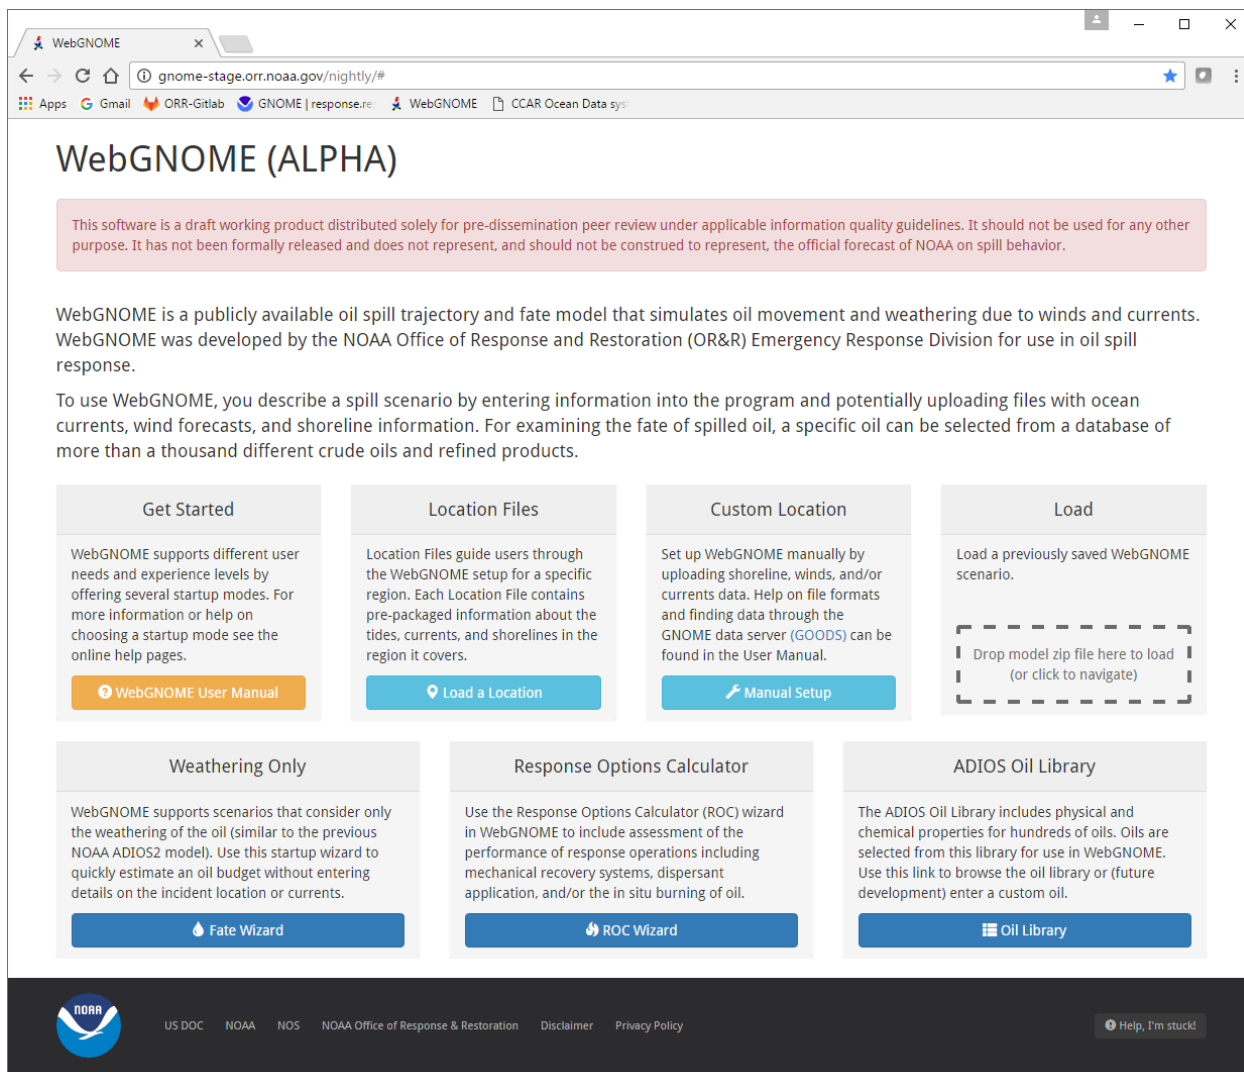 WebGNOME
gnome-stage.orr.noaa.gov/nightly/#
Apps Gmail ORR-Gitlab GNOME | response.re WebGNOME CCAR Ocean Data sys
WebGNOME (ALPHA)
This software is a draft working product distributed solely for pre-dissemination peer review under applicable information quality guidelines. It should not be used for any other
purpose. It has not been formally released and does not represent, and should not be construed to represent, the official forecast of NOAA on spill behavior.
WebGNOME is a publicly available oil spill trajectory and fate model that simulates oil movement and weathering due to winds and currents.
WebGNOME was developed by the NOAA Office of Response and Restoration (OR&R) Emergency Response Division for use in oil spill
response.
To use WebGNOME, you describe a spill scenario by entering information into the program and potentially uploading files with ocean
currents, wind forecasts, and shoreline information. For examining the fate of spilled oil, a specific oil can be selected from a database of
more than a thousand different crude oils and refined products.
Get Started
WebGNOME supports different user
needs and experience levels by
offering several startup modes. For
more information or help on
choosing a startup mode see the
online help pages.
WebGNOME User Manual
Location Files
Location Files guide users through
the WebGNOME setup for a specific
region. Each Location File contains
pre-packaged information about the
tides, currents, and shorelines in the
region it covers.
Load a Location
Custom Location
Set up WebGNOME manually by
uploading shoreline, winds, and/or
currents data. Help on file formats
and finding data through the
GNOME data server (GOODS) can be
found in the User Manual.
Manual Setup
Load
Load a previously saved WebGNOME
scenario.
Drop model zip file here to load
(or click to navigate)
Weathering Only
WebGNOME supports scenarios that consider only
the weathering of the oil (similar to the previous
NOAA ADIOS2 model). Use this startup wizard to
quickly estimate an oil budget without entering
details on the incident location or currents.
Fate Wizard
Response Options Calculator
Use the Response Options Calculator (ROC) wizard
in WebGNOME to include assessment of the
performance of response operations including
mechanical recovery systems, dispersant
application, and/or the in situ burning of oil.
ROC Wizard
ADIOS Oil Library
The ADIOS Oil Library includes physical and
chemical properties for hundreds of oils. Oils are
selected from this library for use in WebGNOME.
Use this link to browse the oil library or (future
development) enter a custom oil.
Oil Library
NOAA
US DOC NOAA NOS NOAA Office of Response & Restoration Disclaimer Privacy Policy
Help, I'm stuck!